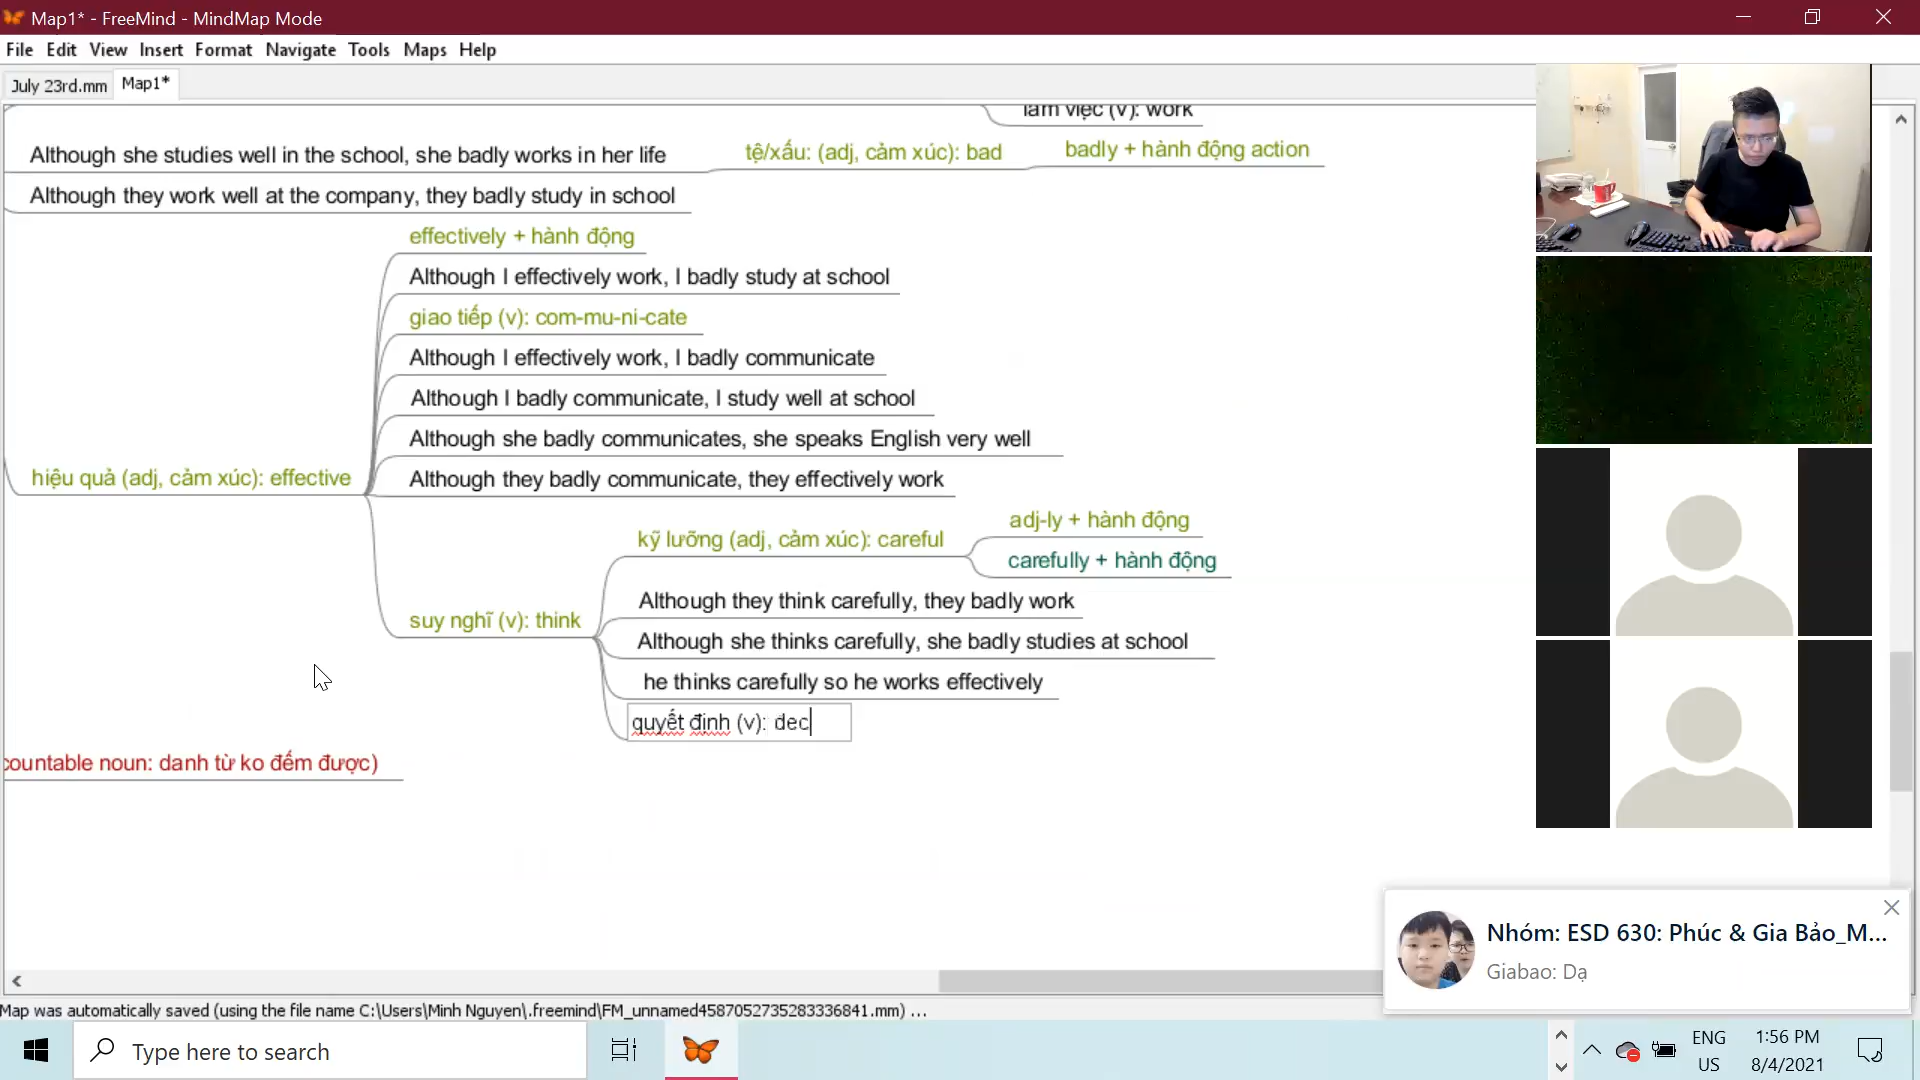 Map1* - FreeMind - MindMap Mode
File Edit View Insert Format Navigate Tools Maps Help
July 23rd.mm Map1*
làm việc (v): work
Although she studies well in the school, she badly works in her life
tệ/xấu: (adj, cảm xúc): bad
badly + hành động action
Although they work well at the company, they badly study in school
effectively + hành động
Although I effectively work, I badly study at school
giao tiếp (v): com-mu-ni-cate
Although I effectively work, I badly communicate
Although I badly communicate, I study well at school
Although she badly communicates, she speaks English very well
Although they badly communicate, they effectively work
hiệu quả (adj, cảm xúc): effective
kỹ lưỡng (adj, cảm xúc): careful
adj-ly + hành động
carefully + hành động
Although they think carefully, they badly work
suy nghĩ (v): think
Although she thinks carefully, she badly studies at school
he thinks carefully so he works effectively
quyết định (v): dec
countable noun: danh từ ko đếm được)
Nhóm: ESD 630: Phúc & Gia Bảo_M...
Giabao: Dạ
Map was automatically saved (using the file name C:\Users\Minh Nguyen\.freemind\FM_unnamed4587052735283336841.mm) ...
Type here to search
ENG
US
1:56 PM
8/4/2021